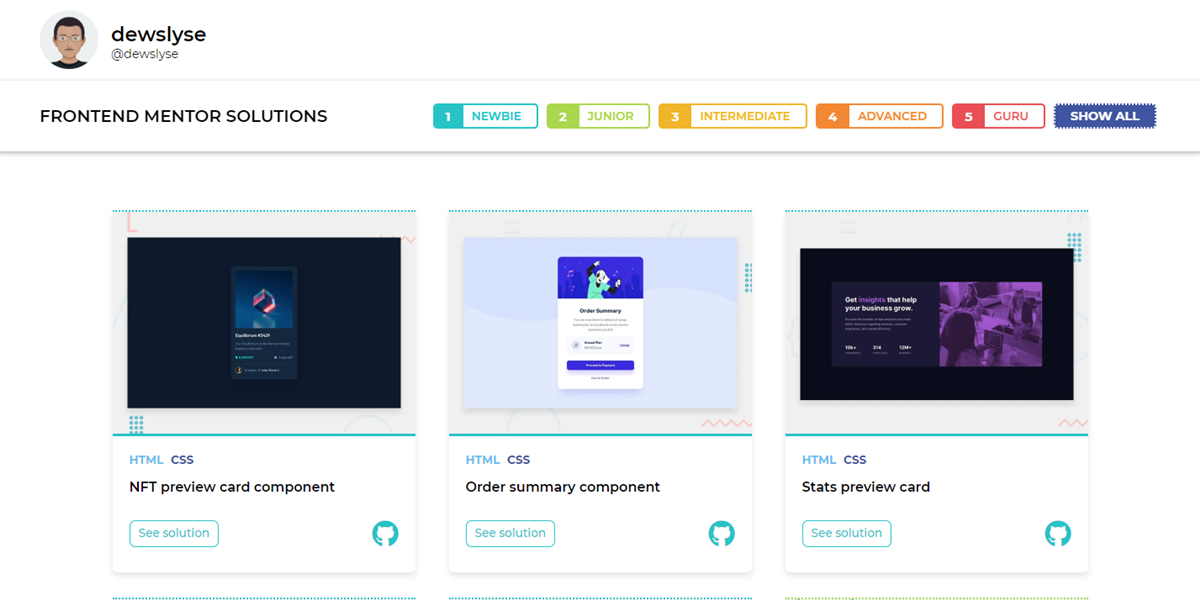 dewslyse
@dewslyse
FRONTEND MENTOR SOLUTIONS
1 NEWBIE
2 JUNIOR
3 INTERMEDIATE
4 ADVANCED
5 GURU
SHOW ALL
Equilibrium #3429
Order Summary
Annual Plan
Proceed to Payment
Cancel Order
Get insights that help
your business grow.
10k+ 314 12M+
HTML CSS
NFT preview card component
See solution
HTML CSS
Order summary component
See solution
HTML CSS
Stats preview card
See solution